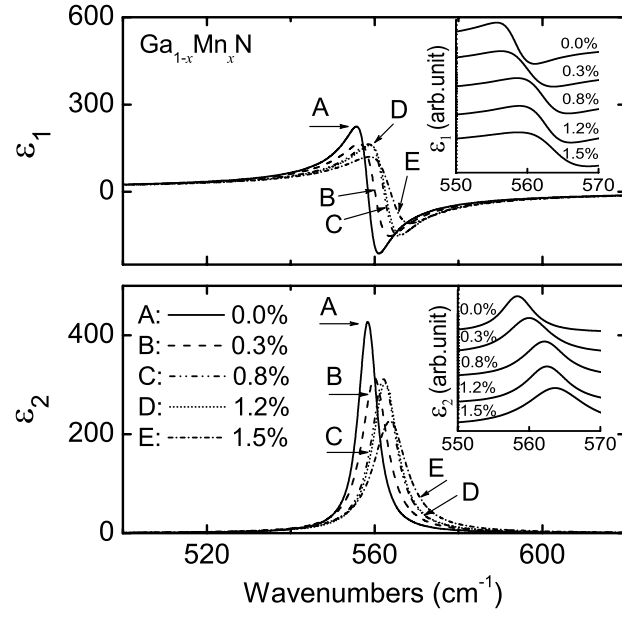 600
300
0
ε₁
Ga₁₋ₓMnₓN
A
D
E
B
C
ε₁ (arb.unit)
0.0%
0.3%
0.8%
1.2%
1.5%
550 560 570
400
200
0
ε₂
A: 0.0%
B: 0.3%
C: 0.8%
D: 1.2%
E: 1.5%
A
B
C
E
D
ε₂ (arb.unit)
0.0%
0.3%
0.8%
1.2%
1.5%
550 560 570
520 560 600
Wavenumbers (cm⁻¹)